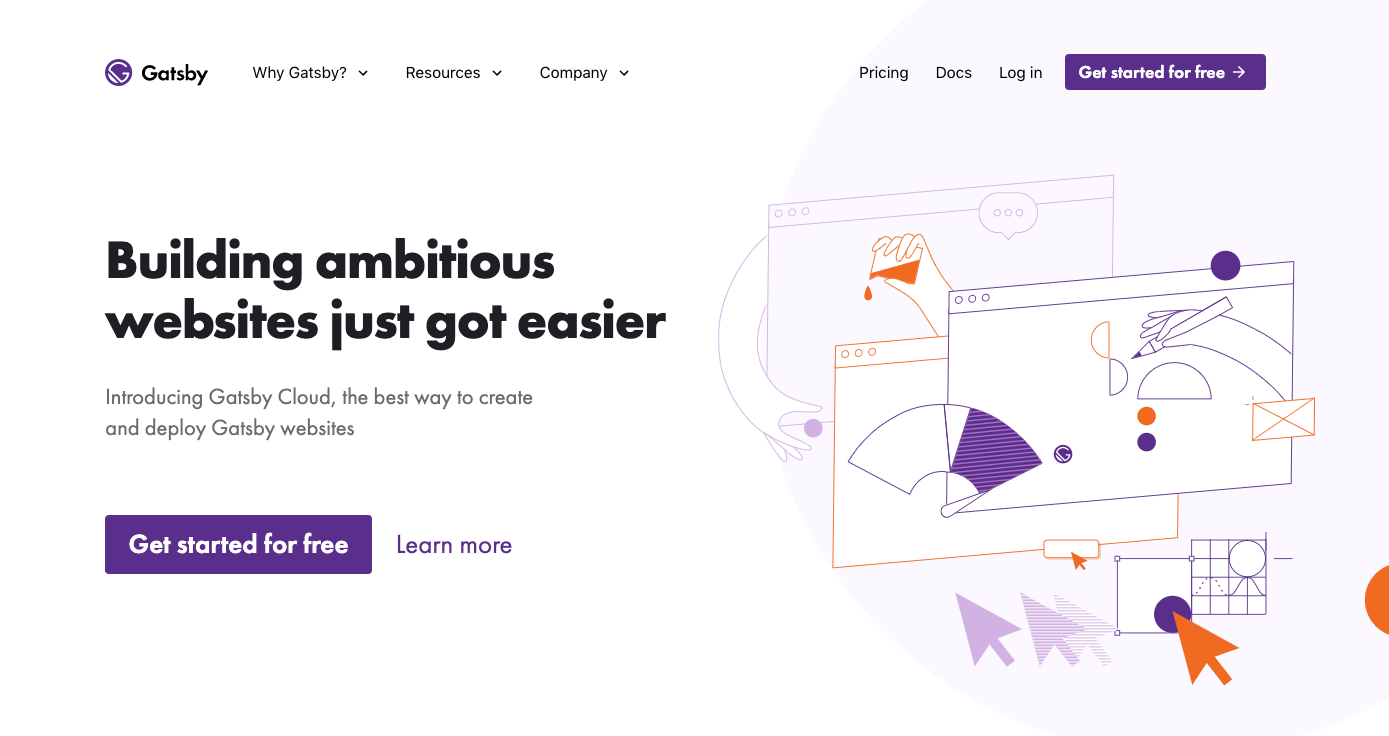 Gatsby
Why Gatsby?
Resources
Company
Pricing
Docs
Log in
Get started for free →
Building ambitious
websites just got easier
Introducing Gatsby Cloud, the best way to create
and deploy Gatsby websites
Get started for free
Learn more